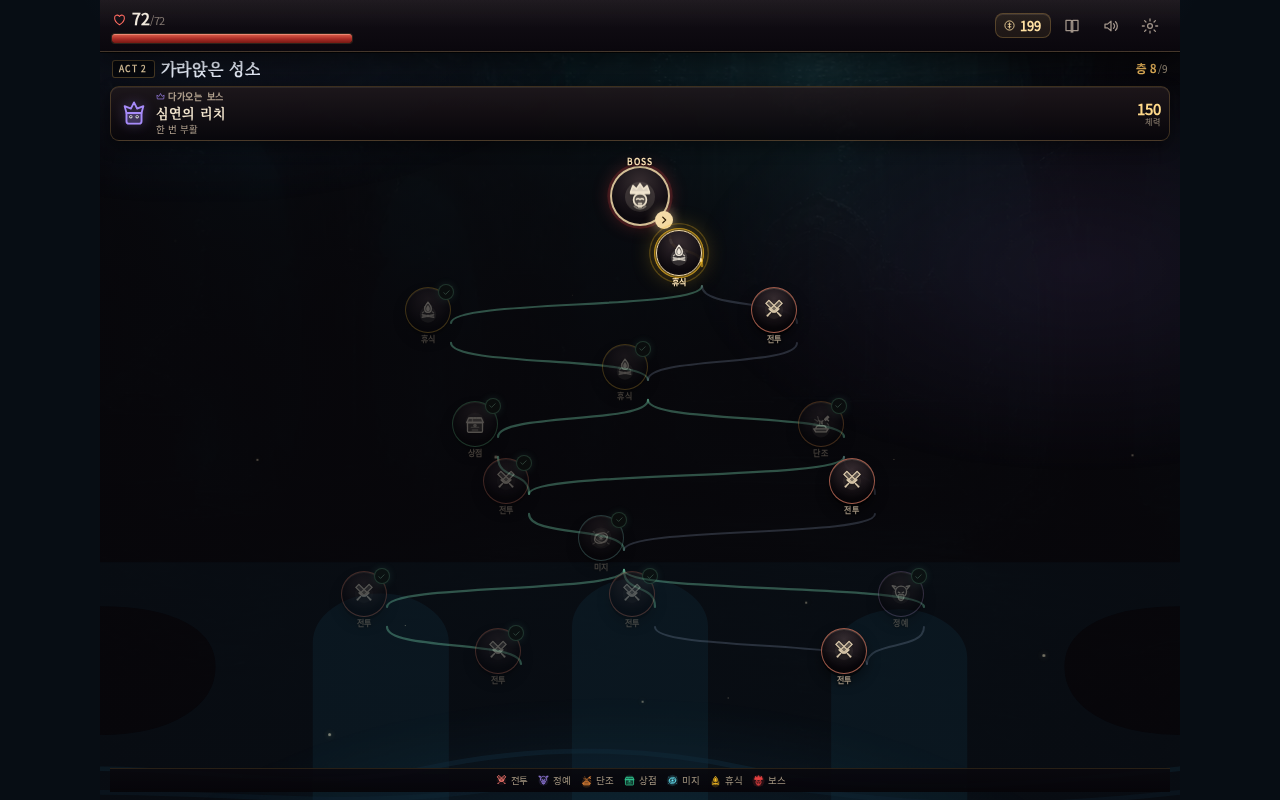 72/72
199
ACT 2 가라앉은 성소
층 8/9
다가오는 보스
심연의 리치
한 번 부활
150
체력
BOSS
휴식
휴식
전투
휴식
상점
단조
전투
전투
미지
전투
전투
정예
전투
전투
전투 정예 단조 상점 미지 휴식 보스